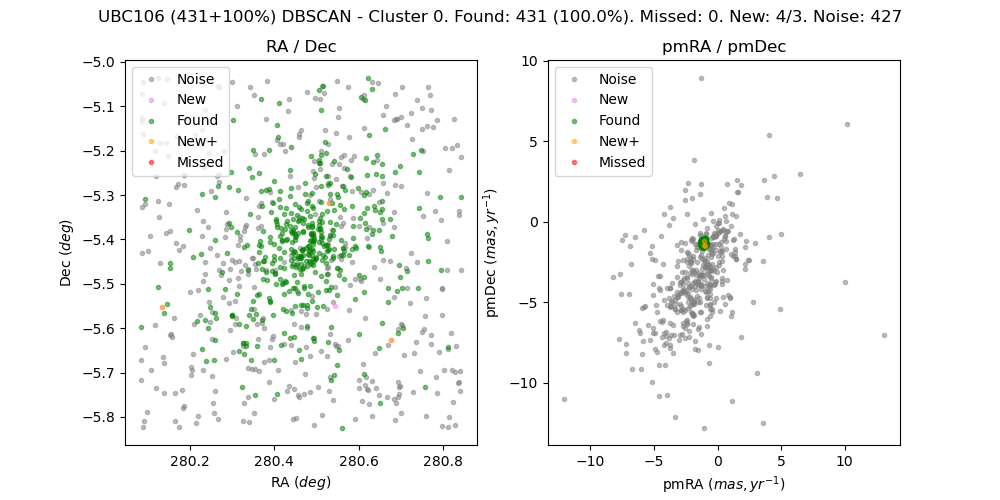 UBC106 (431+100%) DBSCAN - Cluster 0. Found: 431 (100.0%). Missed: 0. New: 4/3. Noise: 427
RA / Dec
−5.0
−5.1
−5.2
−5.3
−5.4
−5.5
−5.6
−5.7
−5.8
Dec (deg)
Noise
New
Found
New+
Missed
280.2
280.4
280.6
280.8
RA (deg)
pmRA / pmDec
10
5
0
−5
−10
pmDec (mas, yr⁻¹)
Noise
New
Found
New+
Missed
−10
−5
0
5
10
pmRA (mas, yr⁻¹)